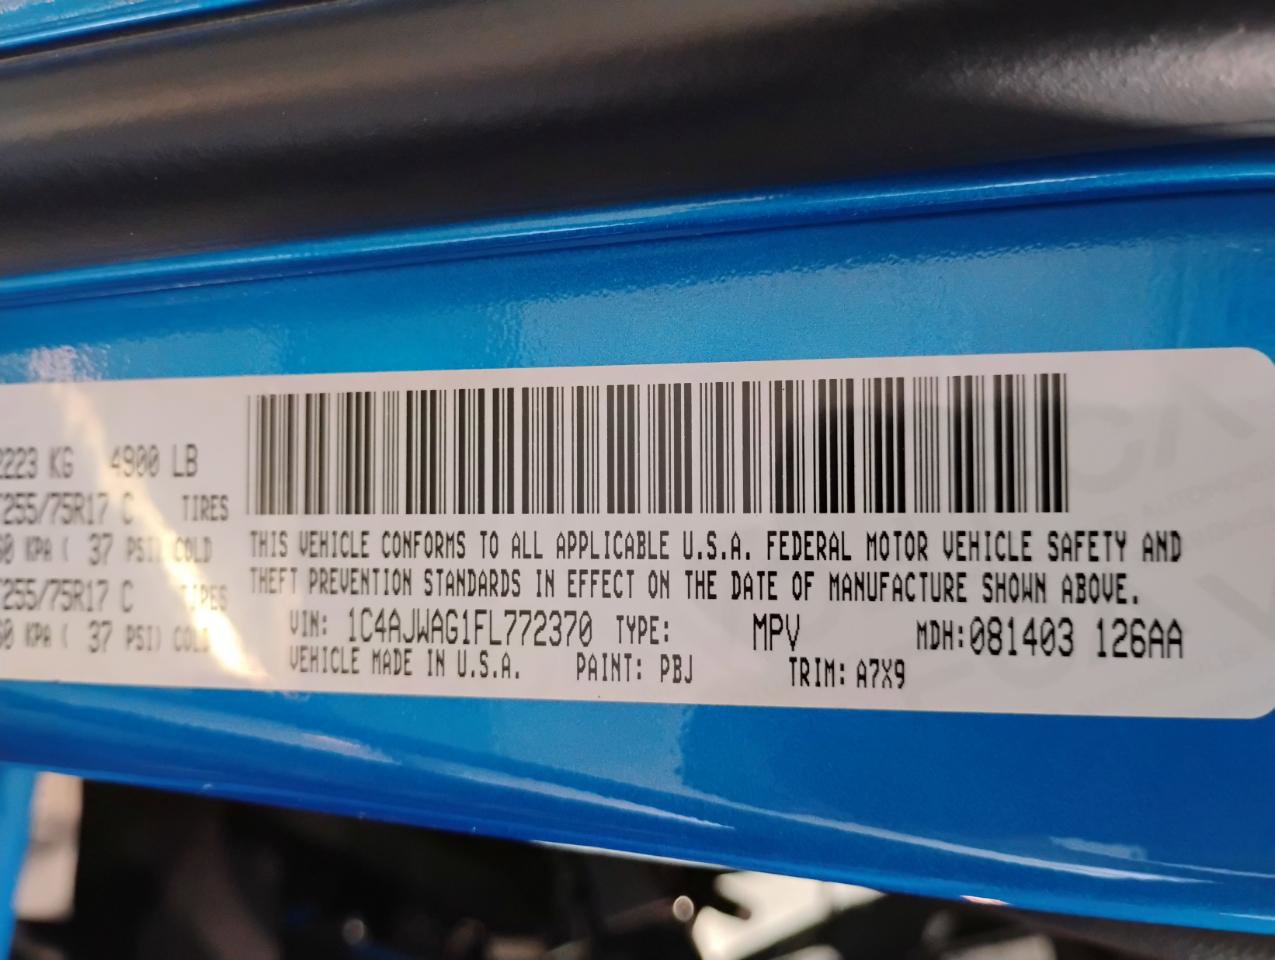 2223 KG 4900 LB
255/75R17 C TIRES
KPA ( 37 PSI) COLD
255/75R17 C TIRES
KPA ( 37 PSI) COLD
THIS VEHICLE CONFORMS TO ALL APPLICABLE U.S.A. FEDERAL MOTOR VEHICLE SAFETY AND
THEFT PREVENTION STANDARDS IN EFFECT ON THE DATE OF MANUFACTURE SHOWN ABOVE.
VIN: 1C4AJWAG1FL772370 TYPE: MPV MDH:081403 126AA
VEHICLE MADE IN U.S.A. PAINT: PBJ TRIM: A7X9